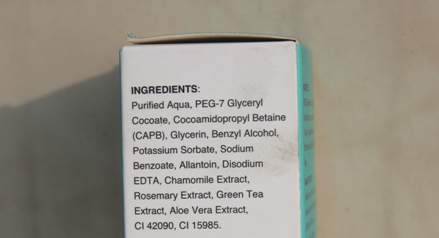 INGREDIENTS:
Purified Aqua, PEG-7 Glyceryl
Cocoate, Cocoamidopropyl Betaine
(CAPB), Glycerin, Benzyl Alcohol,
Potassium Sorbate, Sodium
Benzoate, Allantoin, Disodium
EDTA, Chamomile Extract,
Rosemary Extract, Green Tea
Extract, Aloe Vera Extract,
CI 42090, CI 15985.